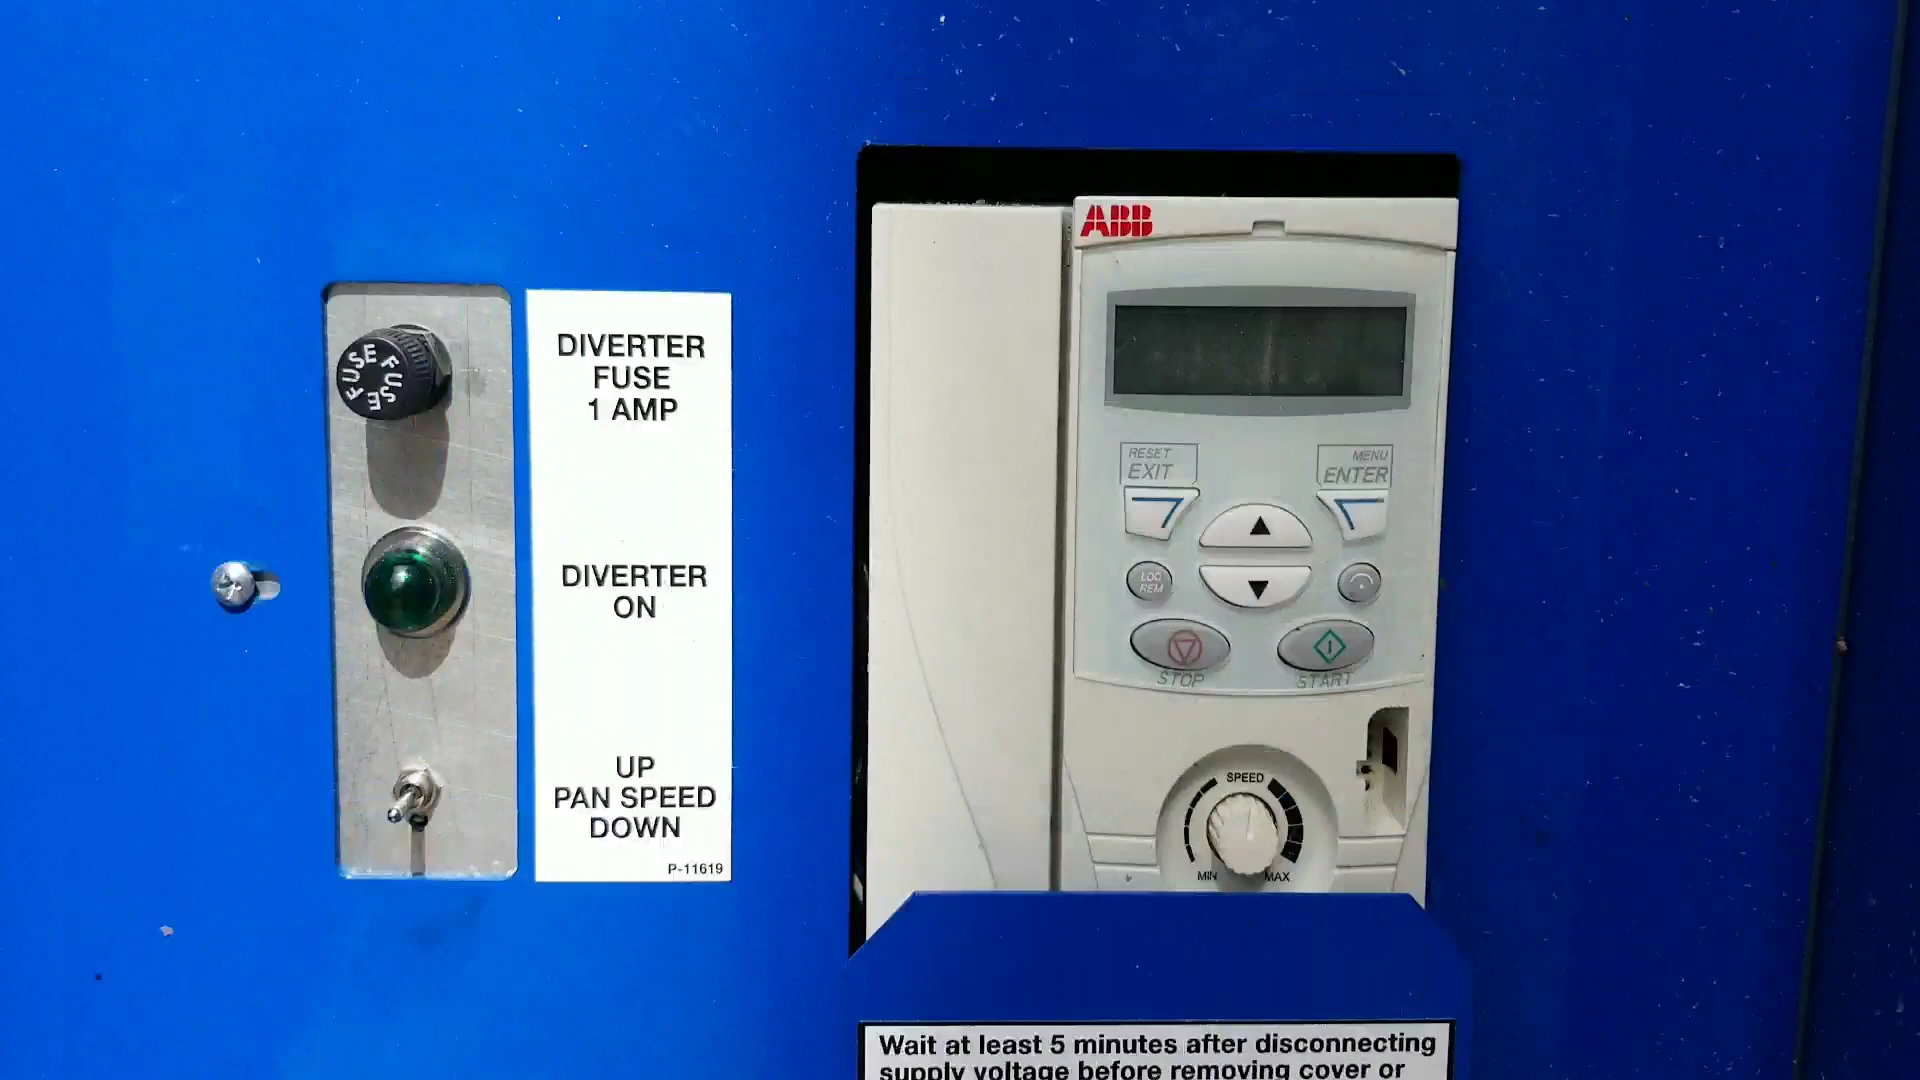 FUSE FUSE
DIVERTER
FUSE
1 AMP
DIVERTER
ON
UP
PAN SPEED
DOWN
P-11619
ABB
RESET
EXIT
MENU
ENTER
LOC
REM
STOP
START
SPEED
MIN
MAX
Wait at least 5 minutes after disconnecting
supply voltage before removing cover or